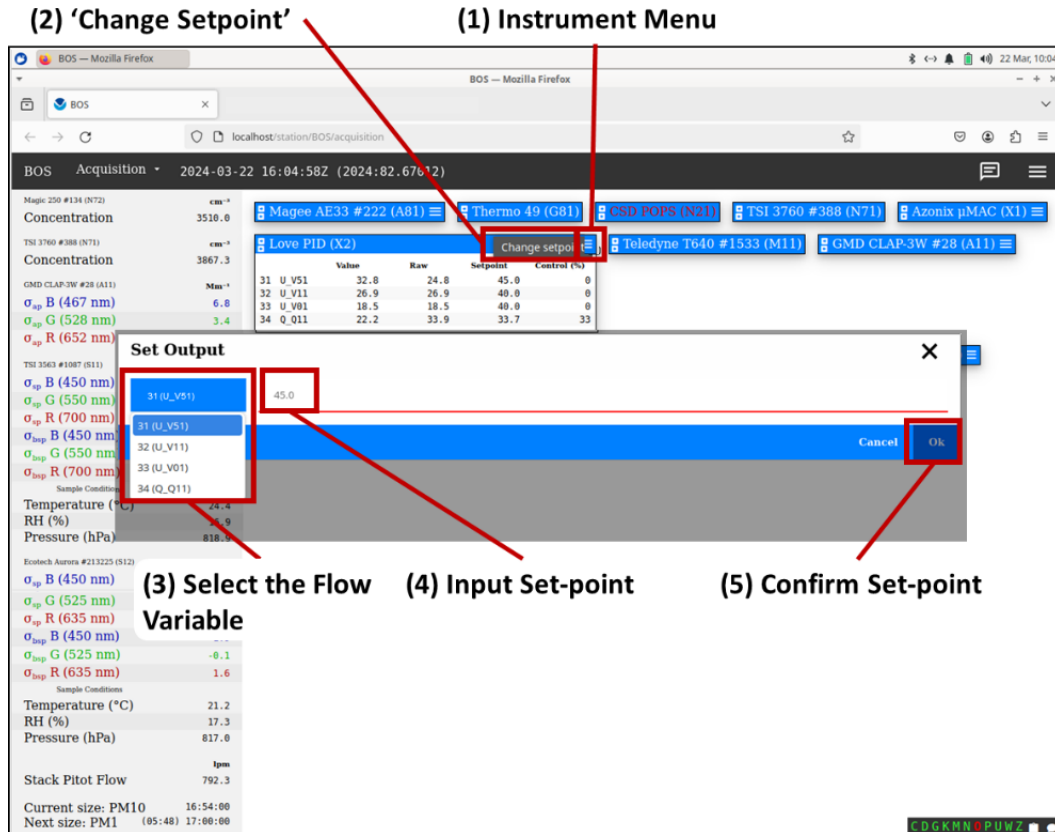 (2) ‘Change Setpoint’
(1) Instrument Menu
BOS — Mozilla Firefox
22 Mar, 10:04
BOS — Mozilla Firefox
BOS
localhost/station/BOS/acquisition
BOS Acquisition 2024-03-22 16:04:58Z (2024:82.67012)
Magic 250 #134 (N72) cm⁻³
Concentration 3510.0
TSI 3760 #388 (N71) cm⁻³
Concentration 3867.3
GMD CLAP-3W #28 (A11) Mm⁻¹
σap B (467 nm) 6.8
σap G (528 nm) 3.4
σap R (652 nm)
TSI 3563 #1087 (S11)
σsp B (450 nm)
σsp G (550 nm)
σsp R (700 nm)
σbsp B (450 nm)
σbsp G (550 nm)
σbsp R (700 nm)
Sample Conditions
Temperature (°C) 24.4
RH (%)
Pressure (hPa) 818.9
Ecotech Aurora #213225 (S12)
σsp B (450 nm)
σsp G (525 nm)
σsp R (635 nm)
σbsp B (450 nm)
σbsp G (525 nm) -0.1
σbsp R (635 nm) 1.6
Sample Conditions
Temperature (°C) 21.2
RH (%) 17.3
Pressure (hPa) 817.0
lpm
Stack Pitot Flow 792.3
Current size: PM10 16:54:00
Next size: PM1 (05:48) 17:00:00
Magee AE33 #222 (A81)
Thermo 49 (G81)
CSD POPS (N21)
TSI 3760 #388 (N71)
Azonix μMAC (X1)
Love PID (X2)
Change setpoint
Teledyne T640 #1533 (M11)
GMD CLAP-3W #28 (A11)
Value Raw Setpoint Control (%)
31 U_V51 32.8 24.8 45.0 0
32 U_V11 26.9 26.9 40.0 0
33 U_V01 18.5 18.5 40.0 0
34 Q_Q11 22.2 33.9 33.7 33
Set Output
31 (U_V51)
45.0
31 (U_V51)
32 (U_V11)
33 (U_V01)
34 (Q_Q11)
Cancel Ok
(3) Select the Flow
Variable
(4) Input Set-point
(5) Confirm Set-point
CDGKMNOPUWZ